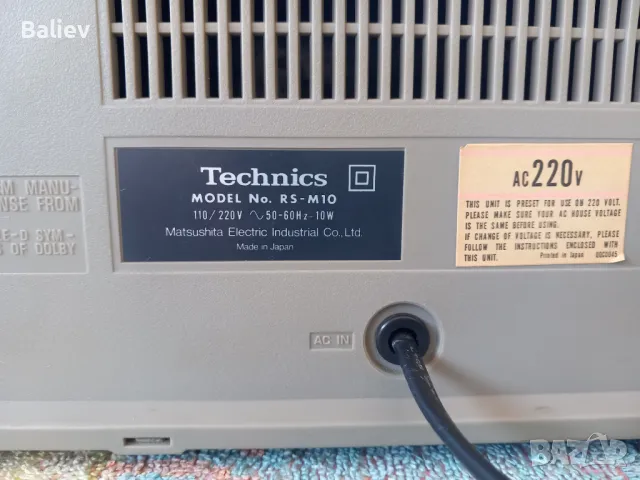 Baliev
M MANU-
NSE FROM
LE-D SYM-
S OF DOLBY
Technics
MODEL No. RS-M10
110/220V ~ 50-60Hz 10W
Matsushita Electric Industrial Co., Ltd.
Made in Japan
AC 220V
THIS UNIT IS PRESET FOR USE ON 220 VOLT.
PLEASE MAKE SURE YOUR AC HOUSE VOLTAGE
IS THE SAME BEFORE USING.
IF CHANGE OF VOLTAGE IS NECESSARY, PLEASE
FOLLOW THE INSTRUCTIONS ENCLOSED WITH
THIS UNIT.
Printed in Japan
AC IN
BAZAR